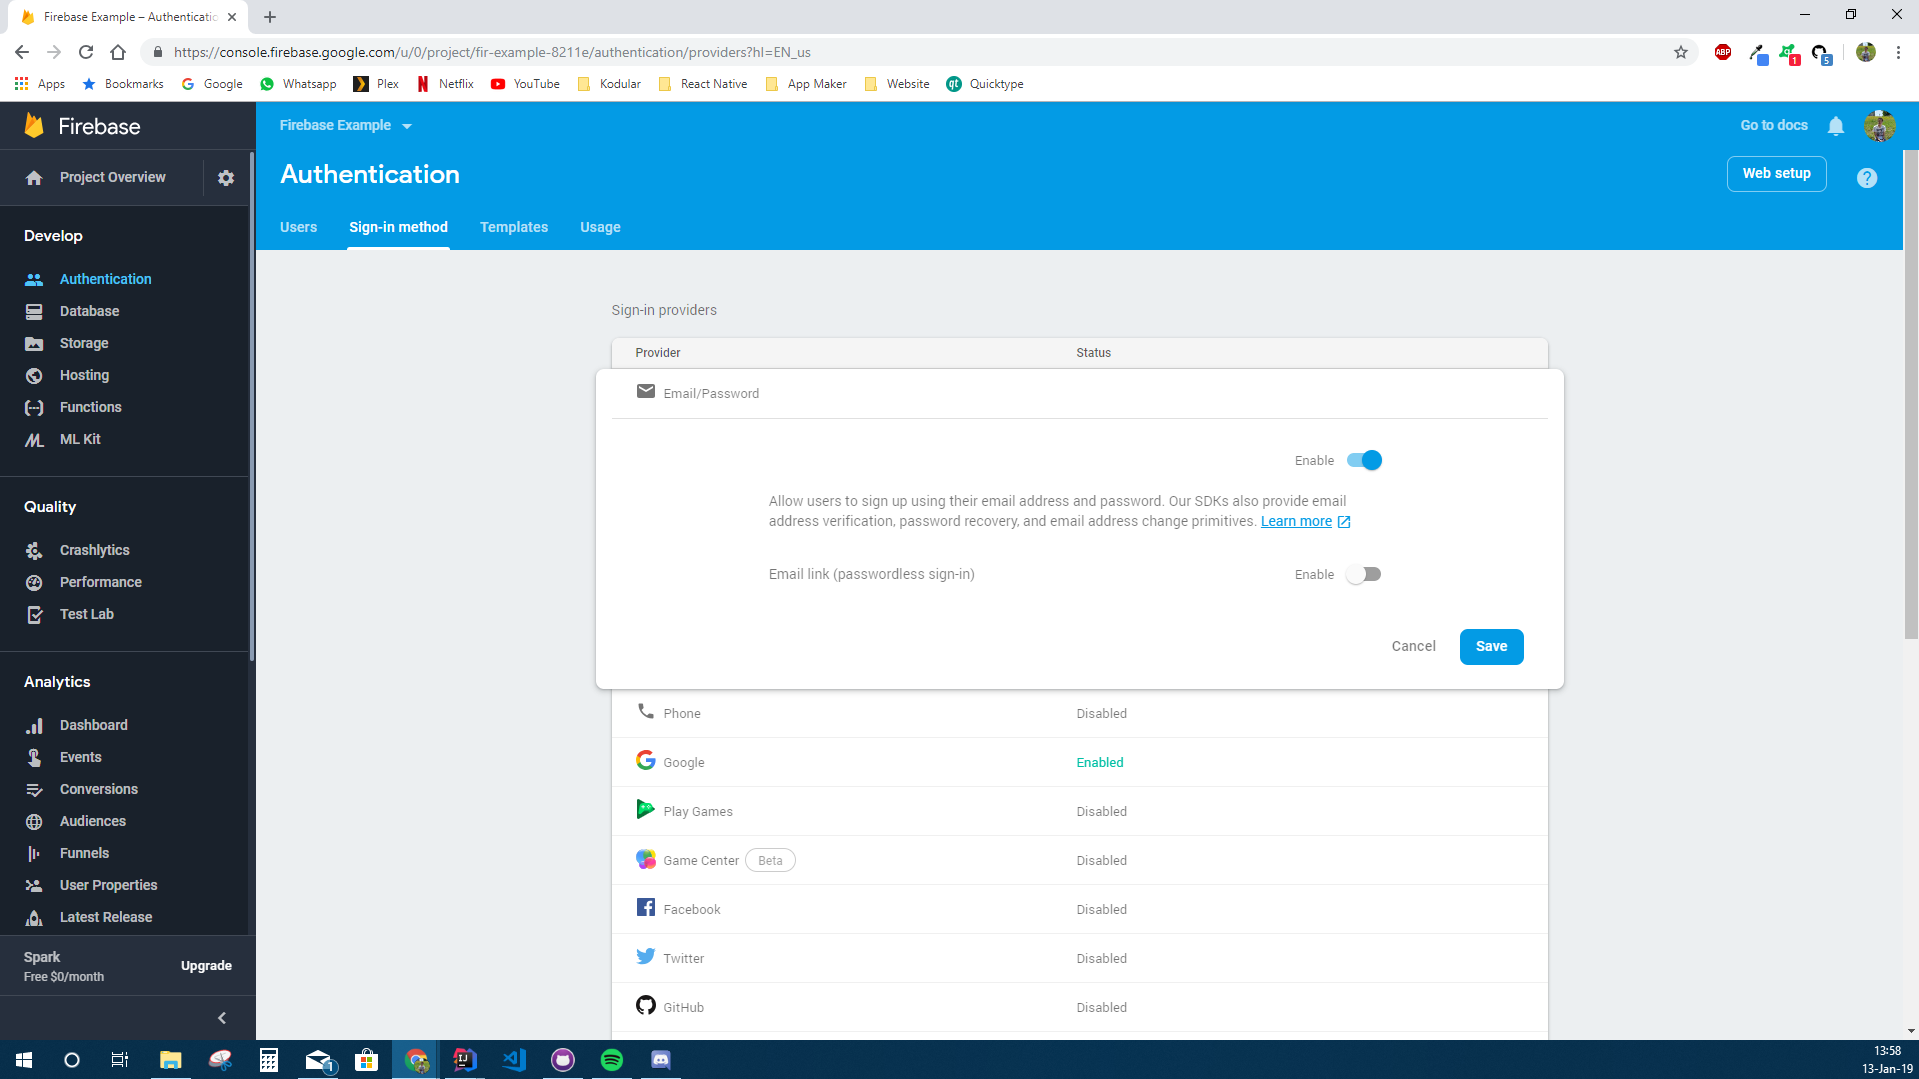 Firebase Example – Authenticatio
https://console.firebase.google.com/u/0/project/fir-example-8211e/authentication/providers?hl=EN_us
ABP
1
5
Apps
Bookmarks
Google
Whatsapp
Plex
Netflix
YouTube
Kodular
React Native
App Maker
Website
qt
Quicktype
Firebase
Firebase Example
Go to docs
Project Overview
Authentication
Web setup
?
Users
Sign-in method
Templates
Usage
Develop
Authentication
Database
Storage
Hosting
Functions
ML Kit
Quality
Crashlytics
Performance
Test Lab
Analytics
Dashboard
Events
Conversions
Audiences
Funnels
User Properties
Latest Release
Spark
Free $0/month
Upgrade
Sign-in providers
Provider
Status
Email/Password
Enable
Allow users to sign up using their email address and password. Our SDKs also provide email
address verification, password recovery, and email address change primitives. Learn more
Email link (passwordless sign-in)
Enable
Cancel
Save
Phone
Disabled
Google
Enabled
Play Games
Disabled
Game Center
Beta
Disabled
Facebook
Disabled
Twitter
Disabled
GitHub
Disabled
1
IJ
13:58
13-Jan-19